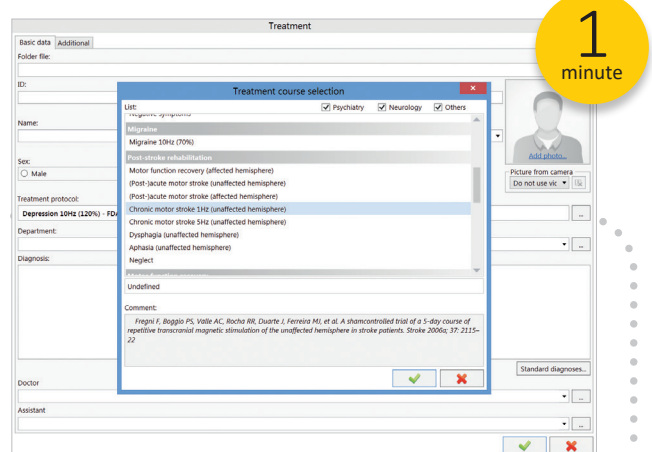 Treatment
1
minute
Basic data Additional
Folder file:
ID:
Name:
Sex:
Male
Treatment protocol:
Depression 10Hz (120%) - FDA
Department:
Diagnosis:
Doctor
Assistant
Add photo...
Picture from camera
Do not use vic
Standard diagnoses...
Treatment course selection
List: Psychiatry Neurology Others
Negative symptoms
Migraine
Migraine 10Hz (70%)
Post-stroke rehabilitation
Motor function recovery (affected hemisphere)
(Post-)acute motor stroke (unaffected hemisphere)
(Post-)acute motor stroke (affected hemisphere)
Chronic motor stroke 1Hz (unaffected hemisphere)
Chronic motor stroke 5Hz (unaffected hemisphere)
Dysphagia (unaffected hemisphere)
Aphasia (unaffected hemisphere)
Neglect
Undefined
Comment:
Fregni F, Boggio PS, Valle AC, Rocha RR, Duarte J, Ferreira MJ, et al. A shamcontrolled trial of a 5-day course of
repetitive transcranial magnetic stimulation of the unaffected hemisphere in stroke patients. Stroke 2006a; 37: 2115–
22